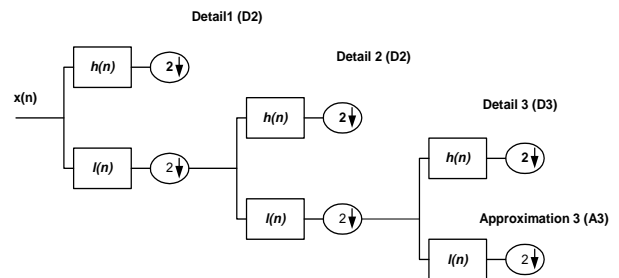 Detail1 (D2)
Detail 2 (D2)
Detail 3 (D3)
x(n)
h(n)
2
l(n)
2
h(n)
2
l(n)
2
h(n)
2
Approximation 3 (A3)
l(n)
2